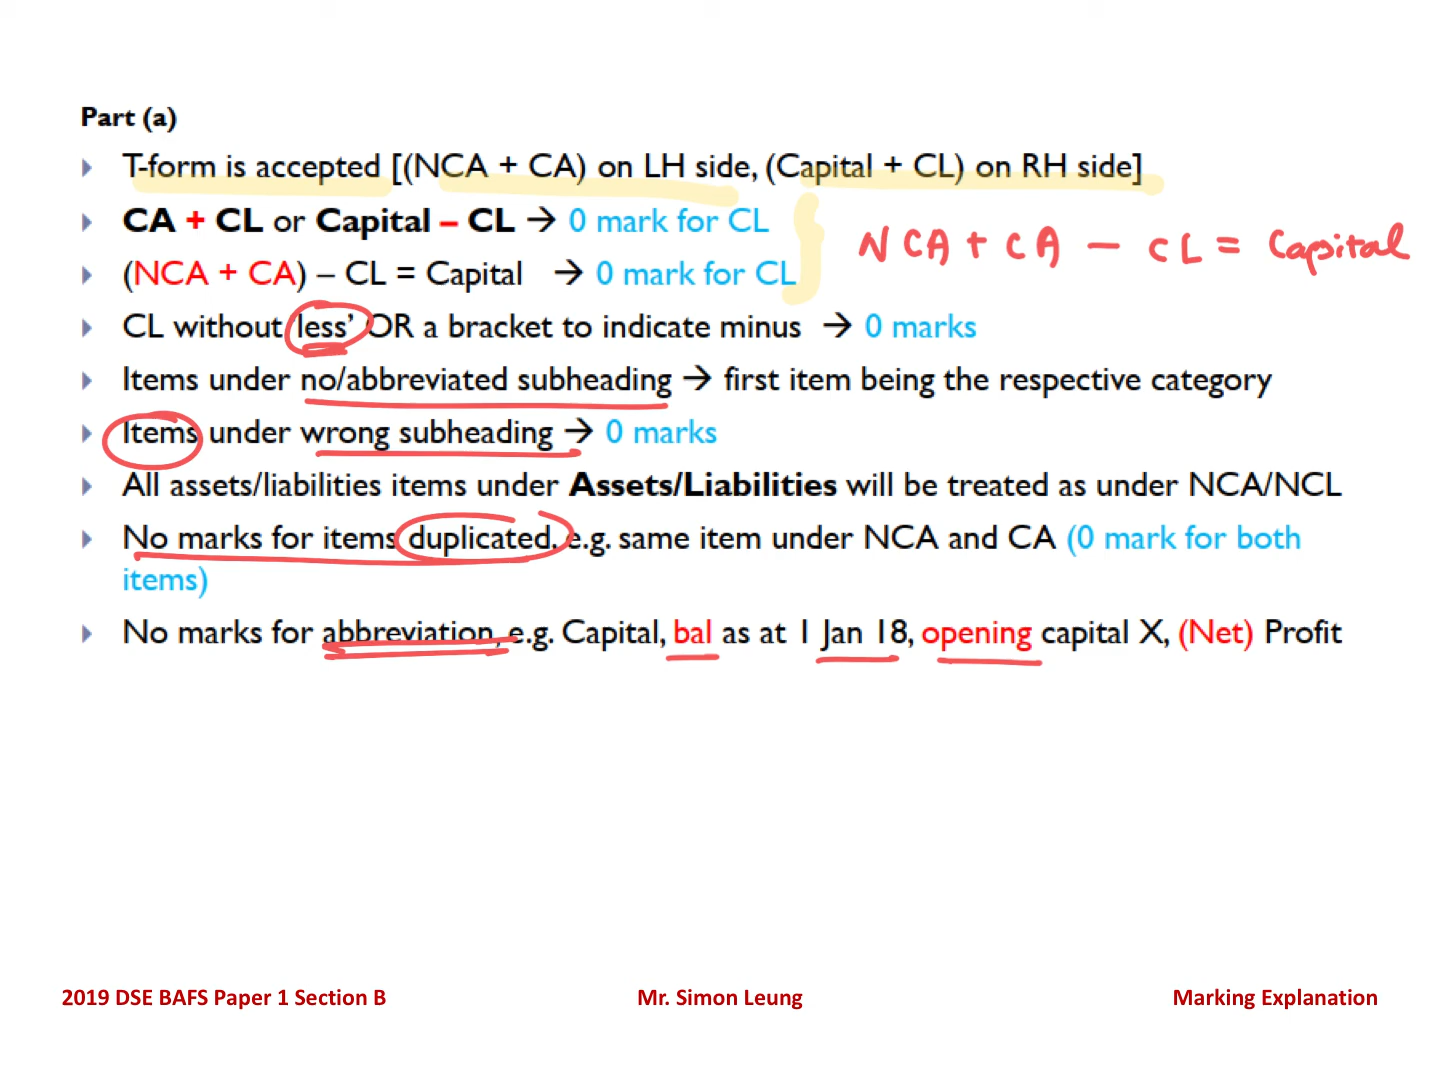 Part (a)
T-form is accepted [(NCA + CA) on LH side, (Capital + CL) on RH side]
CA + CL or Capital – CL → 0 mark for CL
(NCA + CA) – CL = Capital → 0 mark for CL
NCA + CA – CL = Capital
CL without less’ OR a bracket to indicate minus → 0 marks
Items under no/abbreviated subheading → first item being the respective category
Items under wrong subheading → 0 marks
All assets/liabilities items under Assets/Liabilities will be treated as under NCA/NCL
No marks for items duplicated, e.g. same item under NCA and CA (0 mark for both
items)
No marks for abbreviation, e.g. Capital, bal as at 1 Jan 18, opening capital X, (Net) Profit
2019 DSE BAFS Paper 1 Section B
Mr. Simon Leung
Marking Explanation